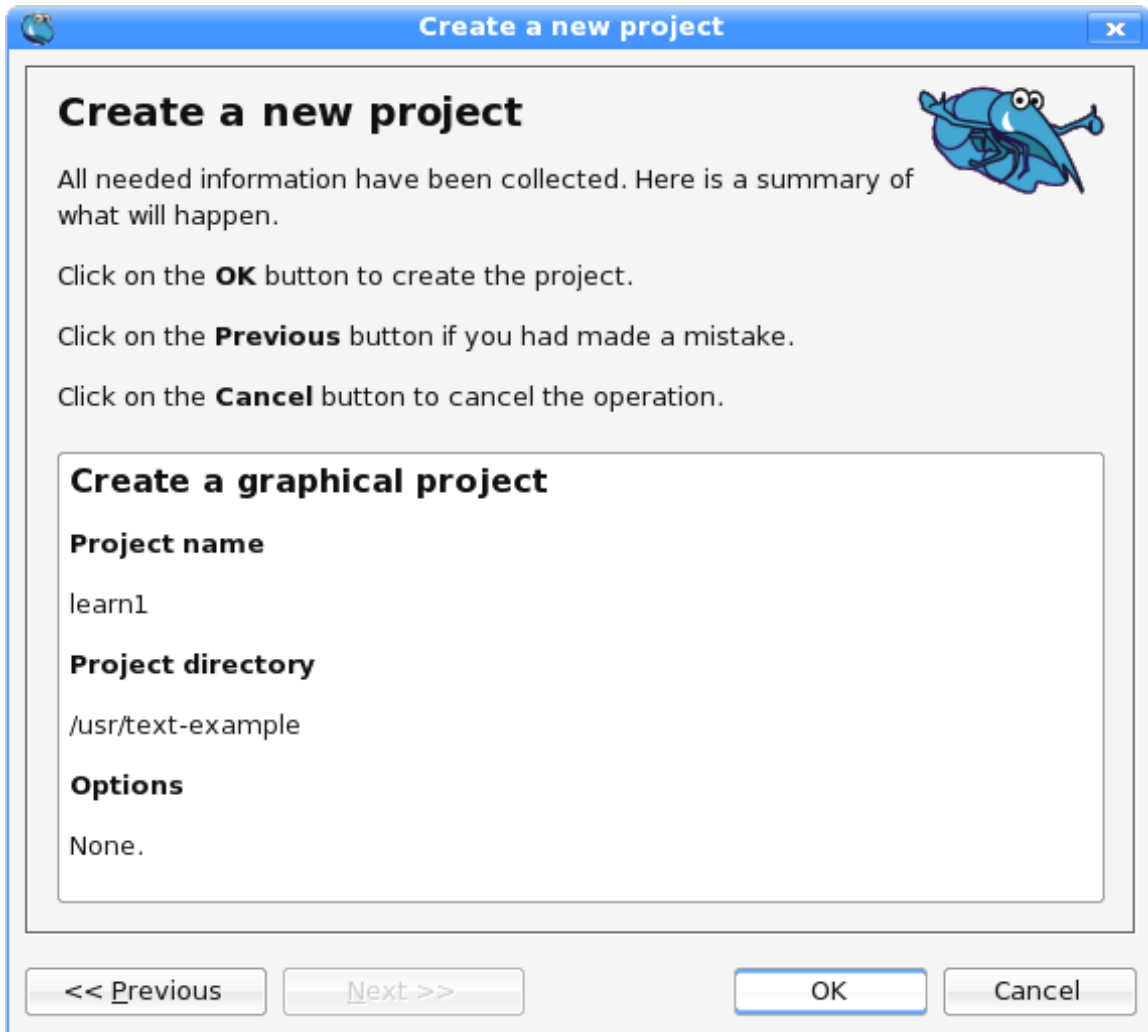 Create a new project
Create a new project
All needed information have been collected. Here is a summary of
what will happen.
Click on the OK button to create the project.
Click on the Previous button if you had made a mistake.
Click on the Cancel button to cancel the operation.
Create a graphical project
Project name
learn1
Project directory
/usr/text-example
Options
None.
<< Previous
Next >>
OK
Cancel